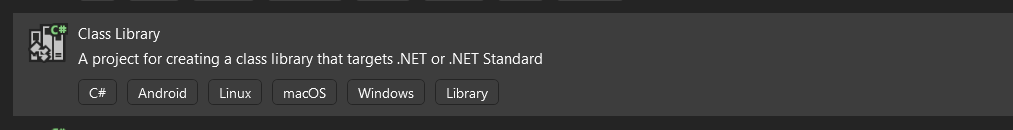 C#
Class Library
A project for creating a class library that targets .NET or .NET Standard
C# Android Linux macOS Windows Library